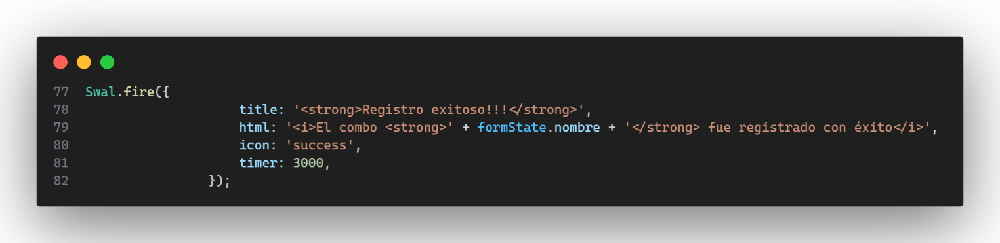 77 Swal.fire({
78 title: '<strong>Registro exitoso!!!</strong>',
79 html: '<i>El combo <strong>' + formState.nombre + '</strong> fue registrado con éxito</i>',
80 icon: 'success',
81 timer: 3000,
82 });